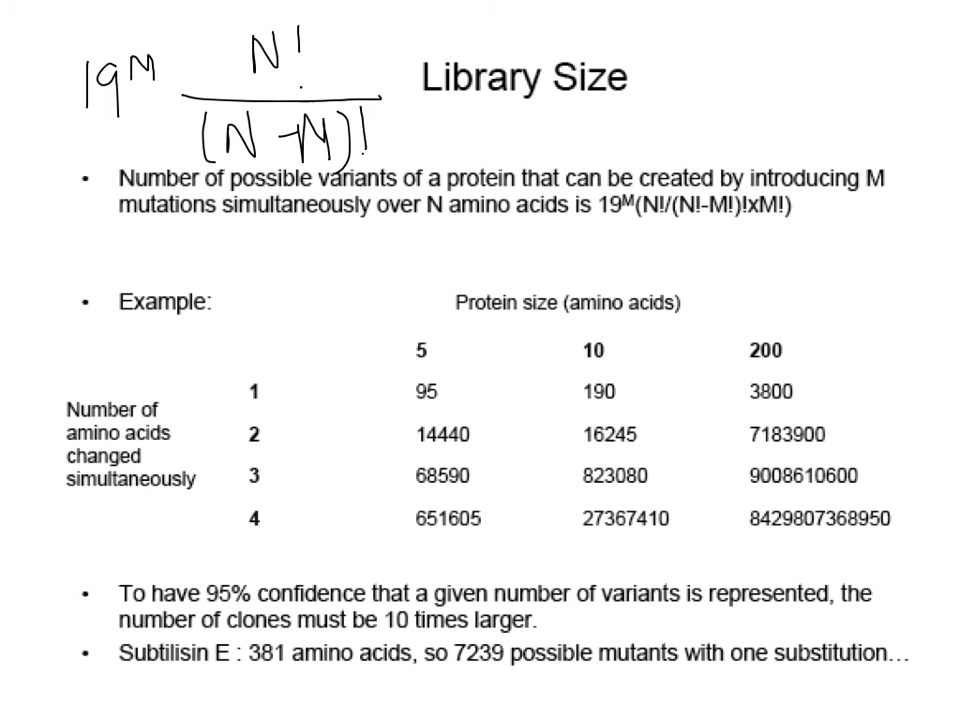 19ᴹ N!
(N-M)!
Library Size
• Number of possible variants of a protein that can be created by introducing M
mutations simultaneously over N amino acids is 19ᴹ(N!/(N!-M!)!xM!)
• Example:
Protein size (amino acids)
5 10 200
1 95 190 3800
Number of
amino acids
changed
simultaneously
2 14440 16245 7183900
3 68590 823080 9008610600
4 651605 27367410 8429807368950
• To have 95% confidence that a given number of variants is represented, the
number of clones must be 10 times larger.
• Subtilisin E : 381 amino acids, so 7239 possible mutants with one substitution…